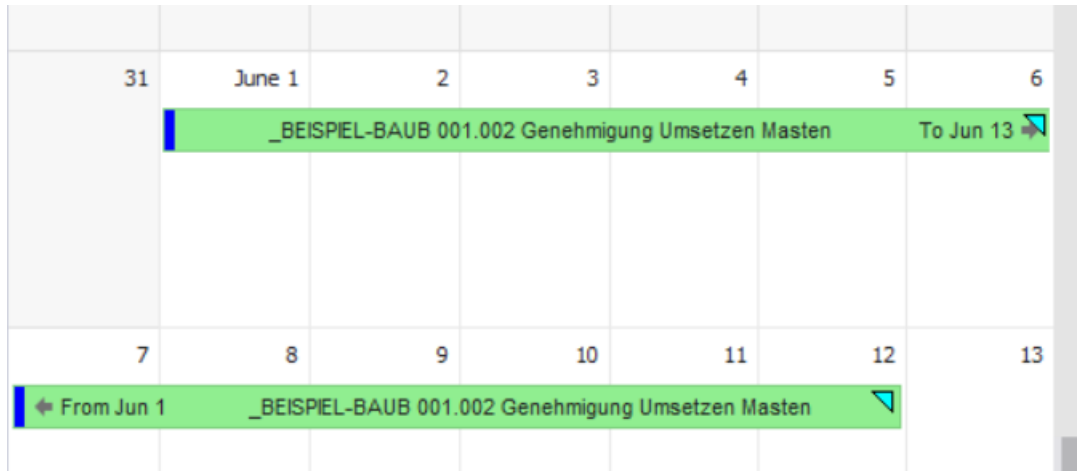 31 June 1 2 3 4 5 6
_BEISPIEL-BAUB 001.002 Genehmigung Umsetzen Masten To Jun 13
7 8 9 10 11 12 13
From Jun 1 _BEISPIEL-BAUB 001.002 Genehmigung Umsetzen Masten